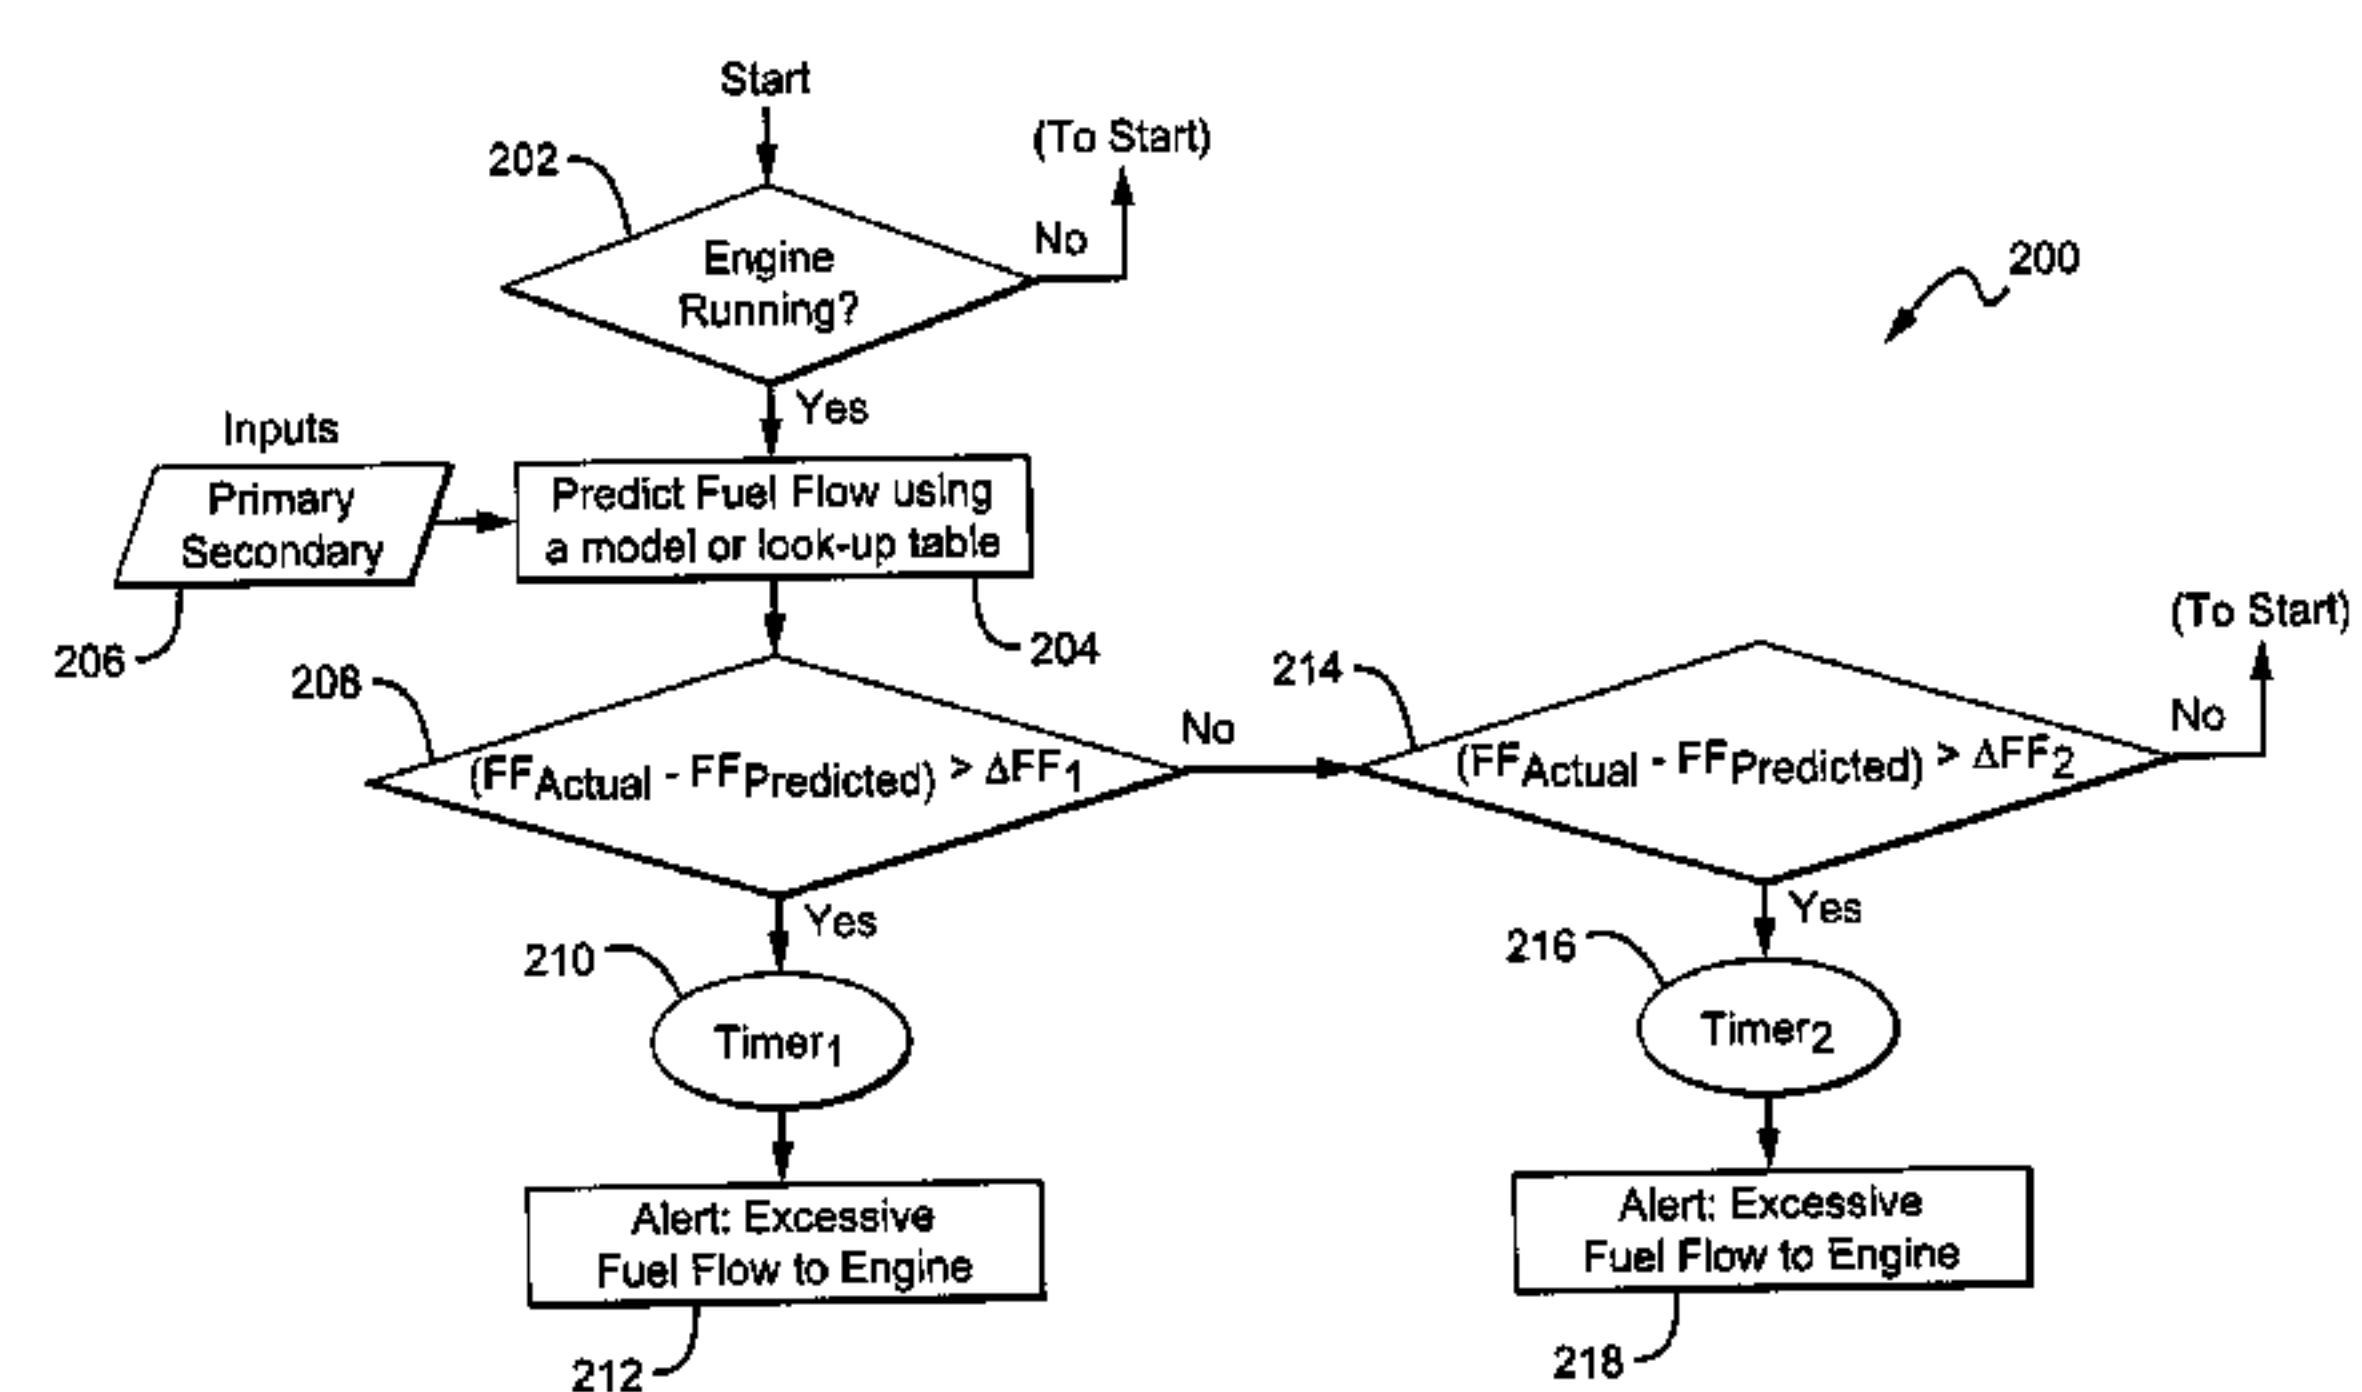 Start
(To Start)
202
No
Engine
Running?
200
Yes
Inputs
Primary
Secondary
Predict Fuel Flow using
a model or look-up table
206
204
208
(FFActual - FFPredicted) > ΔFF1
No
214
(FFActual - FFPredicted) > ΔFF2
No
(To Start)
Yes
210
Timer1
Yes
216
Timer2
Alert: Excessive
Fuel Flow to Engine
212
Alert: Excessive
Fuel Flow to Engine
218